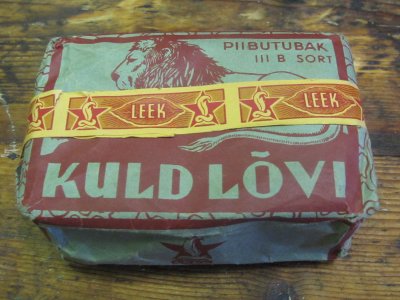 PIIBUTUBAK
III B SORT
LEEK LEEK
KULD LÕVI